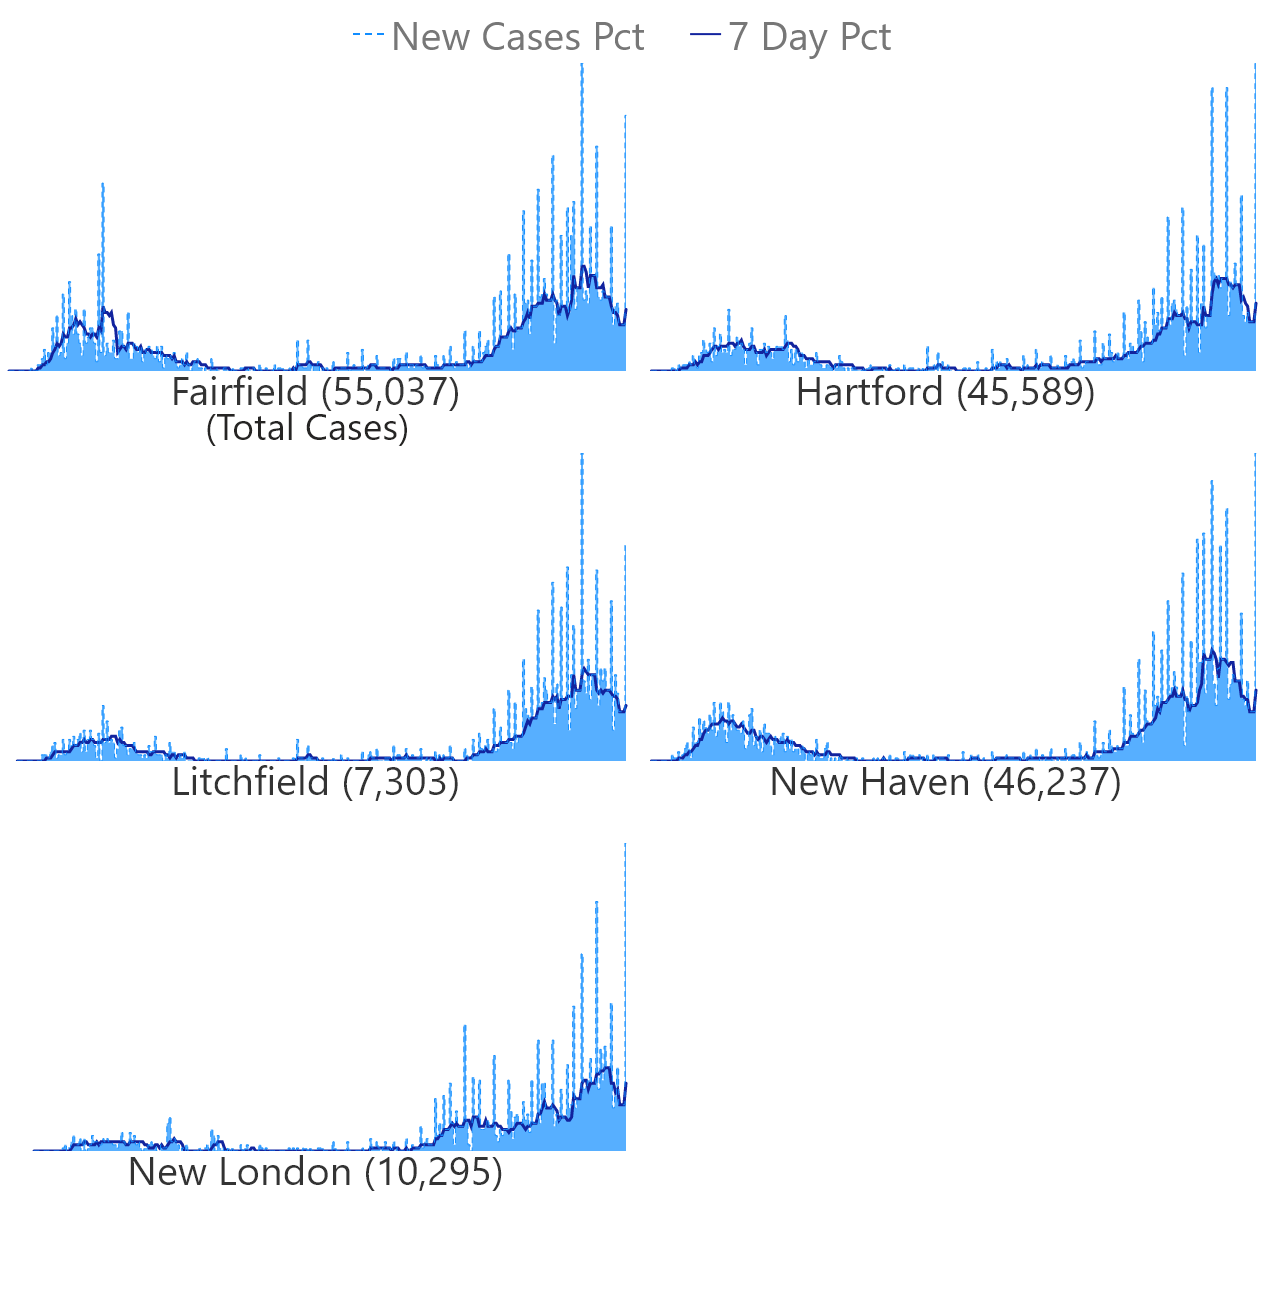 New Cases Pct 7 Day Pct
Fairfield (55,037)
(Total Cases)
Hartford (45,589)
Litchfield (7,303)
New Haven (46,237)
New London (10,295)